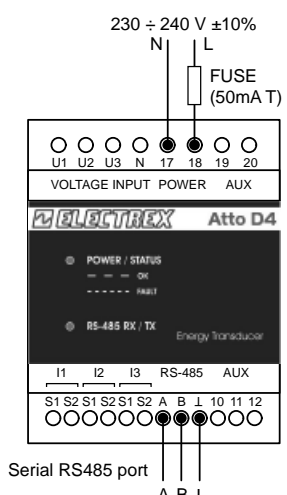 230 ÷ 240 V ±10%
N L
FUSE
(50mA T)
U1 U2 U3 N 17 18 19 20
VOLTAGE INPUT POWER AUX
ELECTREX Atto D4
POWER / STATUS
– – – OK
------ FAULT
RS-485 RX / TX
Energy Transducer
I1 I2 I3 RS-485 AUX
S1 S2 S1 S2 S1 S2 A B ⊥ 10 11 12
Serial RS485 port
A B ⊥